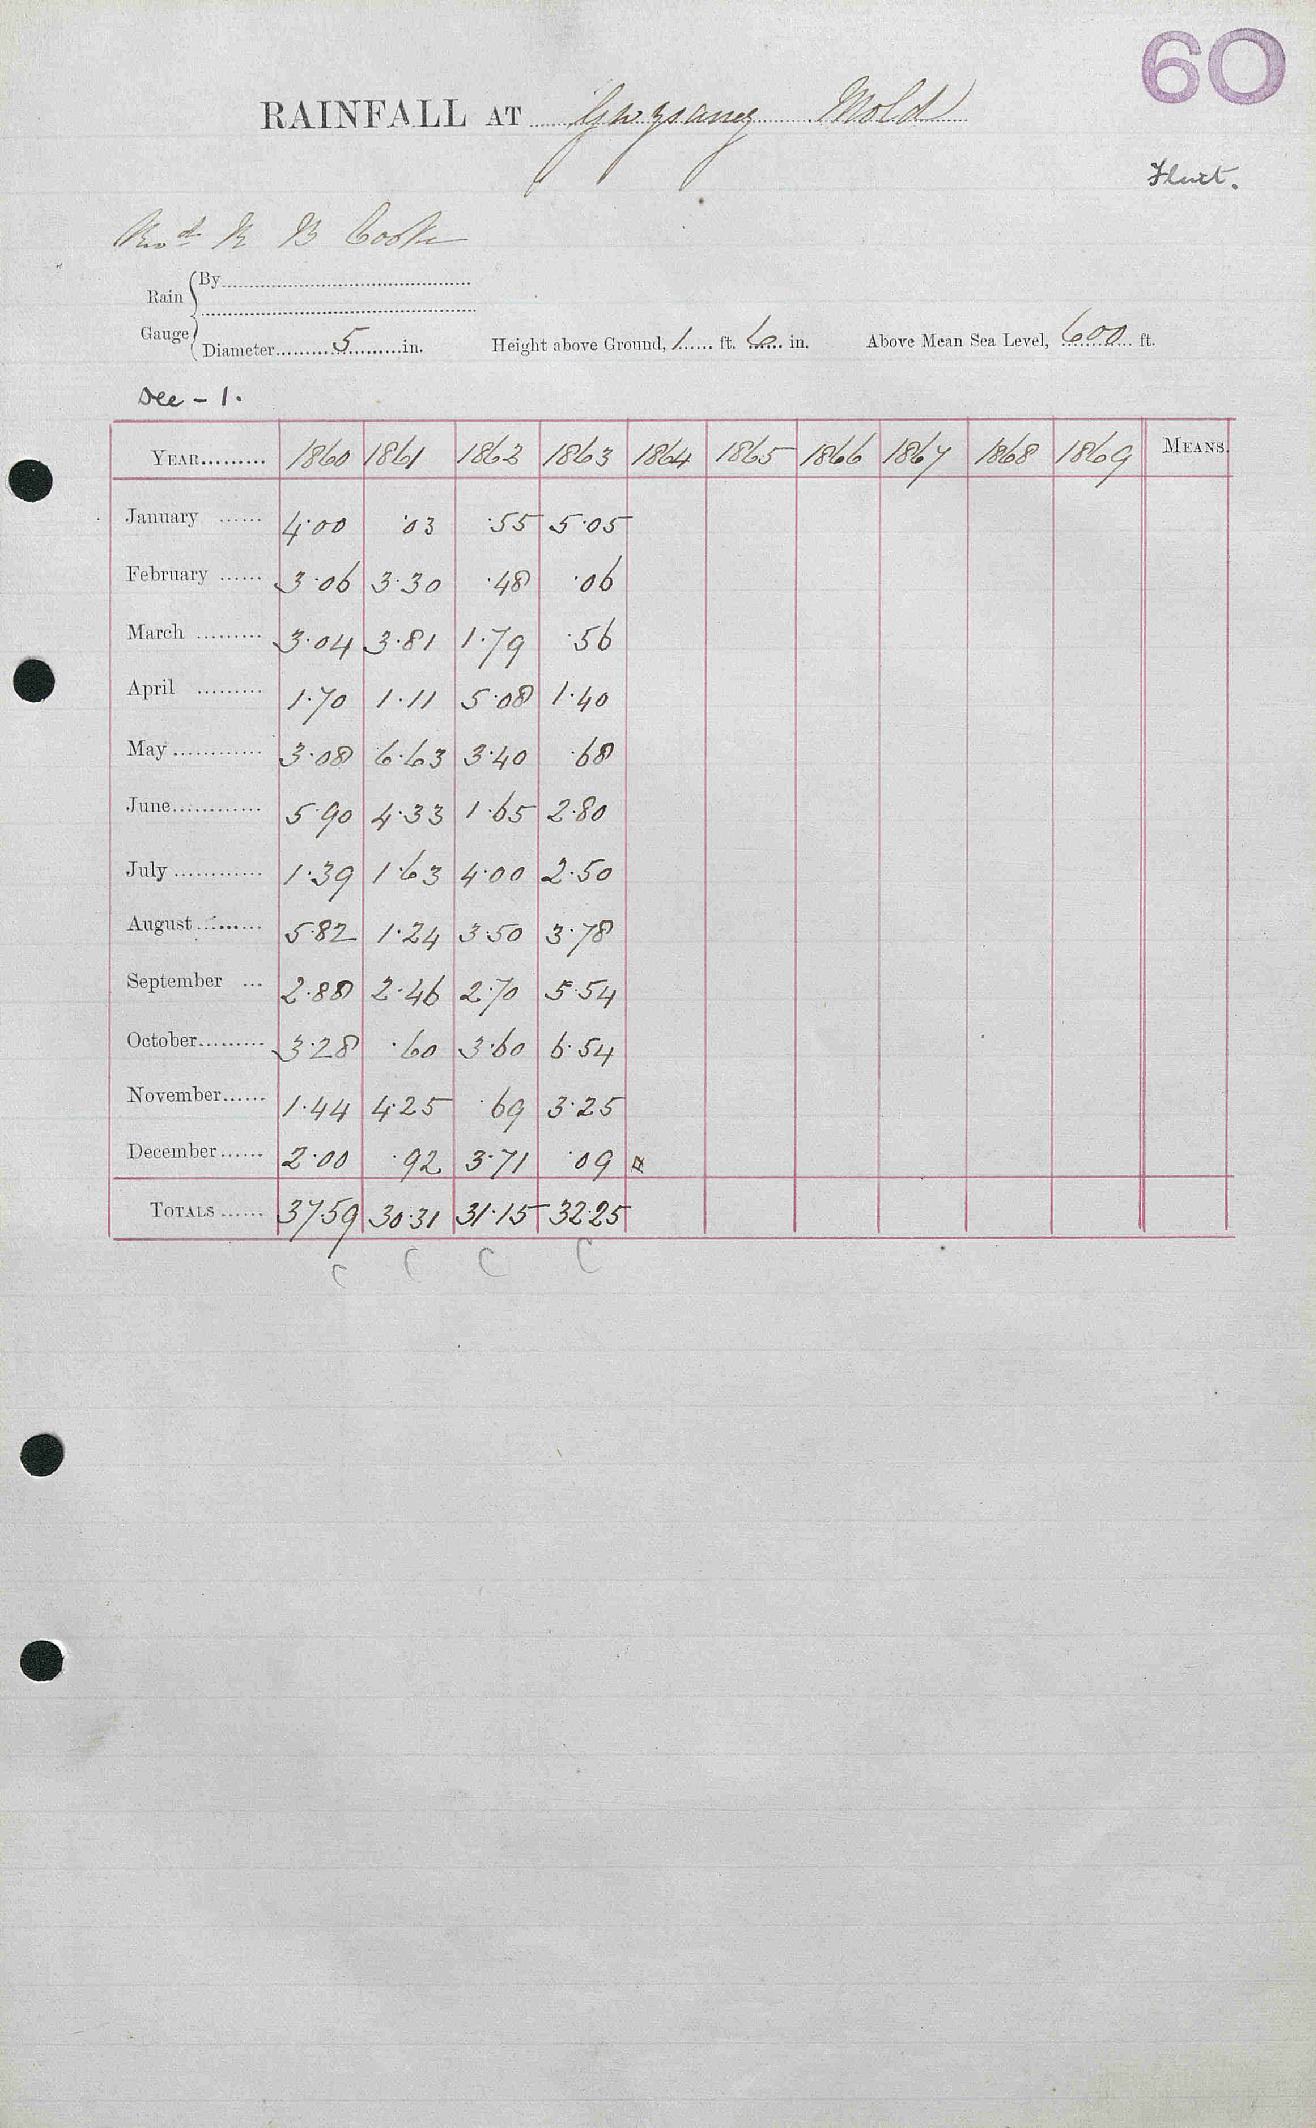 60
RAINFALL AT Gwysaney Mold
Flint.
R B Cooke
Rain Gauge
By
Diameter 5 in. Height above Ground, 1 ft. 6 in. Above Mean Sea Level, 600 ft.
Dec - 1.
YEAR 1860 1861 1862 1863 1864 1865 1866 1867 1868 1869 MEANS.
January 4.00 .03 .55 5.05
February 3.06 3.30 .48 .06
March 3.04 3.81 1.79 .56
April 1.70 1.11 5.08 1.40
May 3.08 6.63 3.40 .68
June 5.90 4.33 1.65 2.80
July 1.39 1.63 4.00 2.50
August 5.82 1.24 3.50 3.78
September 2.88 2.46 2.70 5.54
October 3.28 .60 3.60 6.54
November 1.44 4.25 .69 3.25
December 2.00 .92 3.71 .09
TOTALS 37.59 30.31 31.15 32.25
C C C C